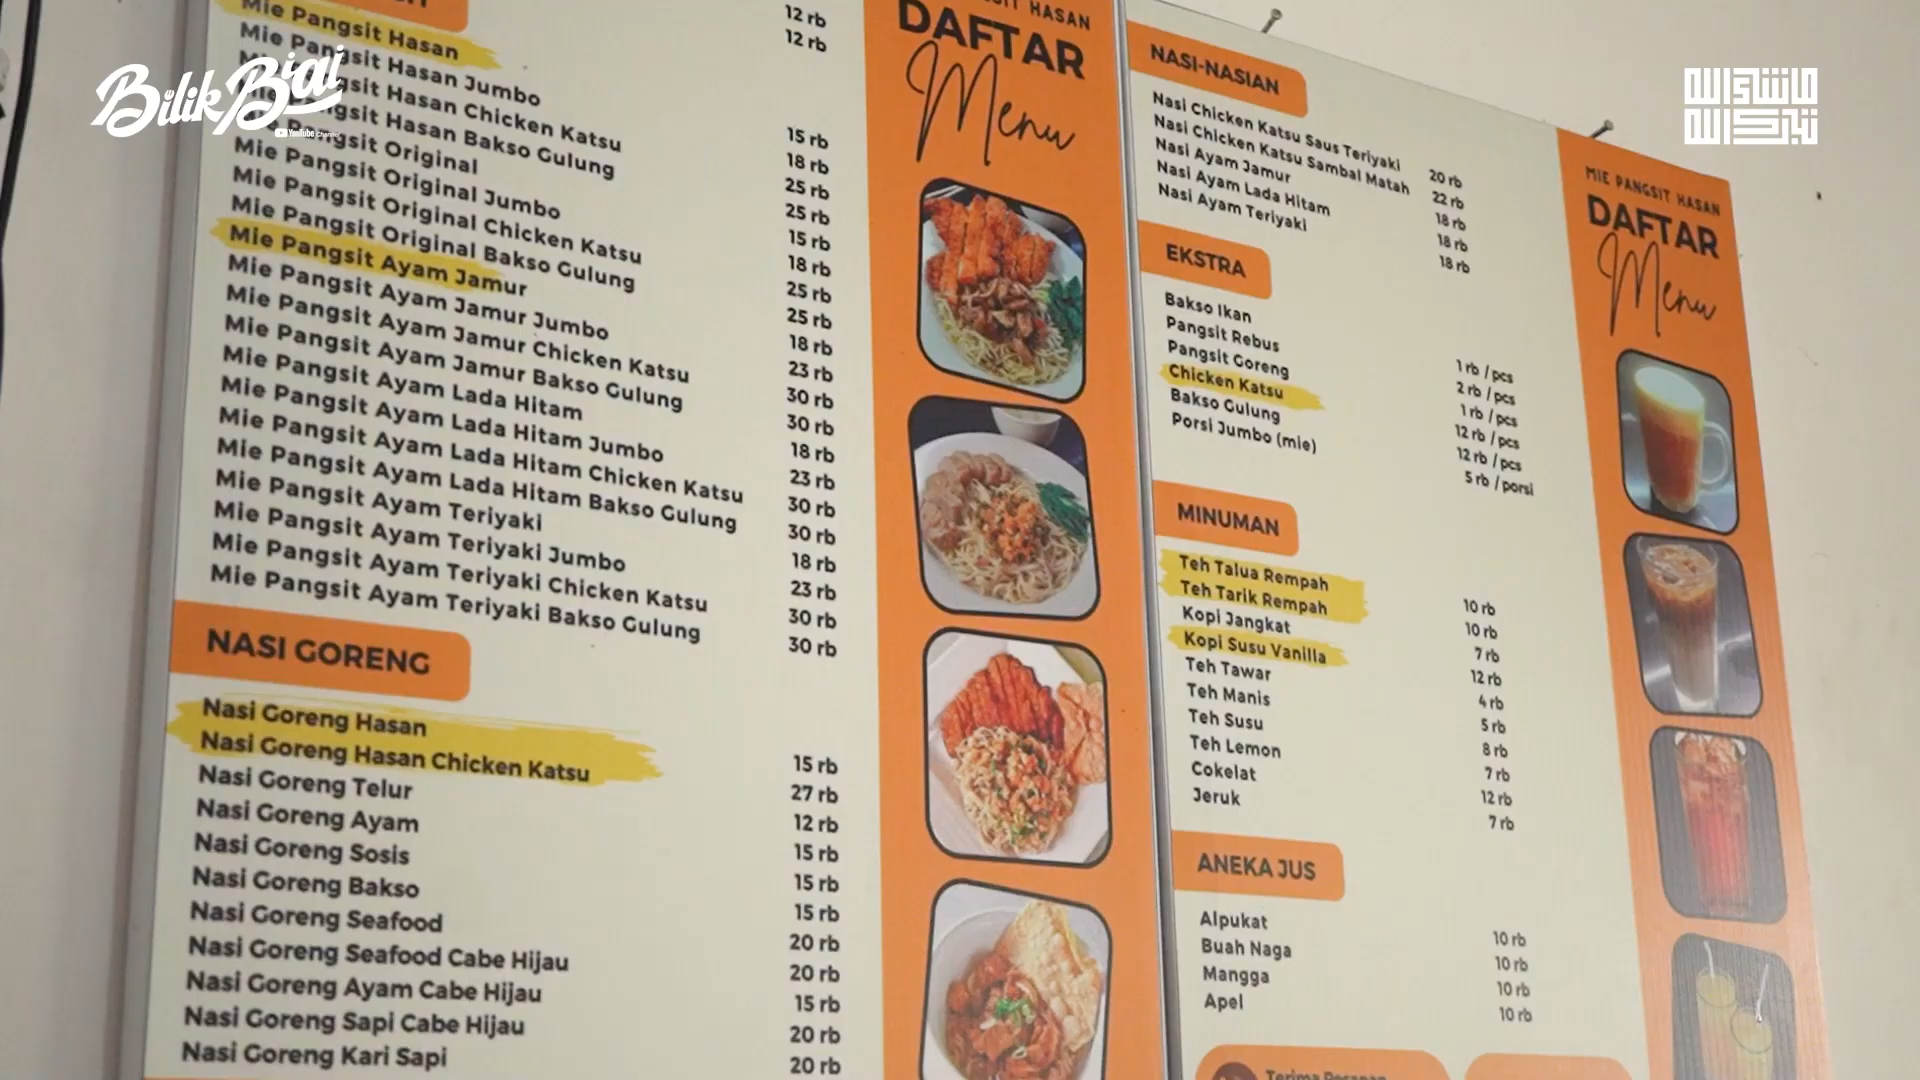 Bilik Bigi
YouTube Channel
Mie Pangsit Hasan
Mie Pangsit Hasan Jumbo
Mie Pangsit Hasan Chicken Katsu
Mie Pangsit Hasan Bakso Gulung
Mie Pangsit Original
Mie Pangsit Original Jumbo
Mie Pangsit Original Chicken Katsu
Mie Pangsit Original Bakso Gulung
Mie Pangsit Ayam Jamur
Mie Pangsit Ayam Jamur Jumbo
Mie Pangsit Ayam Jamur Chicken Katsu
Mie Pangsit Ayam Jamur Bakso Gulung
Mie Pangsit Ayam Lada Hitam
Mie Pangsit Ayam Lada Hitam Jumbo
Mie Pangsit Ayam Lada Hitam Chicken Katsu
Mie Pangsit Ayam Lada Hitam Bakso Gulung
Mie Pangsit Ayam Teriyaki
Mie Pangsit Ayam Teriyaki Jumbo
Mie Pangsit Ayam Teriyaki Chicken Katsu
Mie Pangsit Ayam Teriyaki Bakso Gulung
12 rb
12 rb
15 rb
18 rb
25 rb
25 rb
15 rb
18 rb
25 rb
25 rb
18 rb
23 rb
30 rb
30 rb
18 rb
23 rb
30 rb
30 rb
18 rb
23 rb
30 rb
30 rb
NASI GORENG
Nasi Goreng Hasan
Nasi Goreng Hasan Chicken Katsu
Nasi Goreng Telur
Nasi Goreng Ayam
Nasi Goreng Sosis
Nasi Goreng Bakso
Nasi Goreng Seafood
Nasi Goreng Seafood Cabe Hijau
Nasi Goreng Ayam Cabe Hijau
Nasi Goreng Sapi Cabe Hijau
Nasi Goreng Kari Sapi
15 rb
27 rb
12 rb
15 rb
15 rb
15 rb
20 rb
20 rb
15 rb
20 rb
20 rb
HASAN
DAFTAR
Menu
NASI-NASIAN
Nasi Chicken Katsu Saus Teriyaki
Nasi Chicken Katsu Sambal Matah
Nasi Ayam Jamur
Nasi Ayam Lada Hitam
Nasi Ayam Teriyaki
20 rb
22 rb
18 rb
18 rb
18 rb
EKSTRA
Bakso Ikan
Pangsit Rebus
Pangsit Goreng
Chicken Katsu
Bakso Gulung
Porsi Jumbo (mie)
1 rb / pcs
2 rb / pcs
1 rb / pcs
12 rb / pcs
12 rb / pcs
5 rb / porsi
MINUMAN
Teh Talua Rempah
Teh Tarik Rempah
Kopi Jangkat
Kopi Susu Vanilla
Teh Tawar
Teh Manis
Teh Susu
Teh Lemon
Cokelat
Jeruk
10 rb
10 rb
7 rb
12 rb
4 rb
5 rb
8 rb
7 rb
12 rb
7 rb
ANEKA JUS
Alpukat
Buah Naga
Mangga
Apel
10 rb
10 rb
10 rb
10 rb
Terima Pesanan
MIE PANGSIT HASAN
DAFTAR
Menu
ماشاء الله
تبارك الله